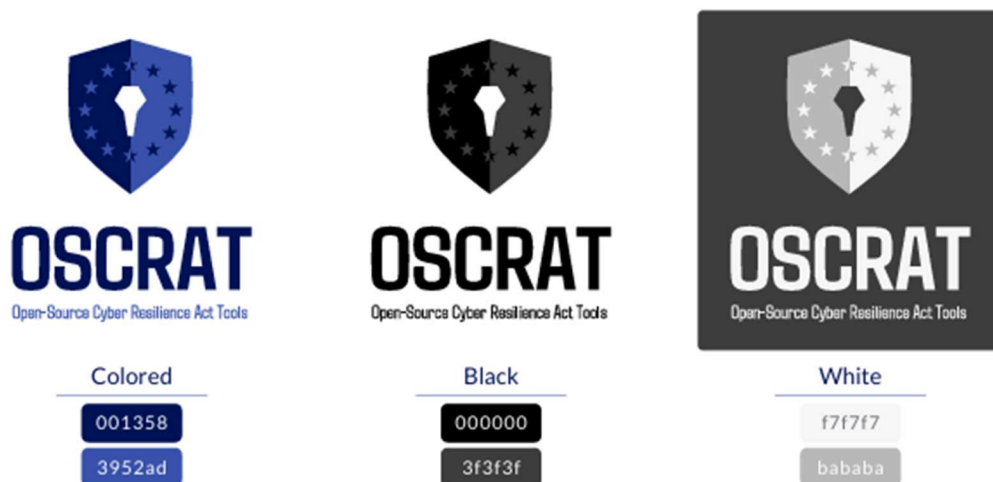 OSCRAT
Open-Source Cyber Resilience Act Tools
OSCRAT
Open-Source Cyber Resilience Act Tools
OSCRAT
Open-Source Cyber Resilience Act Tools
Colored
Black
White
001358
000000
f7f7f7
3952ad
3f3f3f
bababa